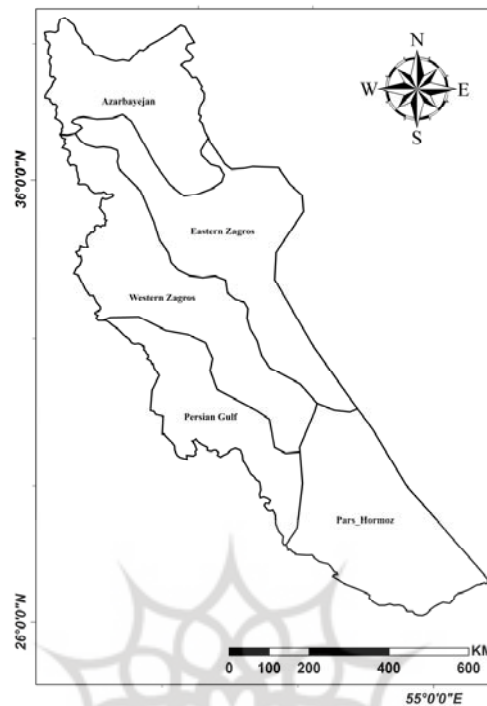 N
W E
S
Azarbayejan
36°0'0"N
Eastern Zagros
Western Zagros
Persian Gulf
Pars_Hormoz
26°0'0"N
KM
0 100 200 400 600
55°0'0"E